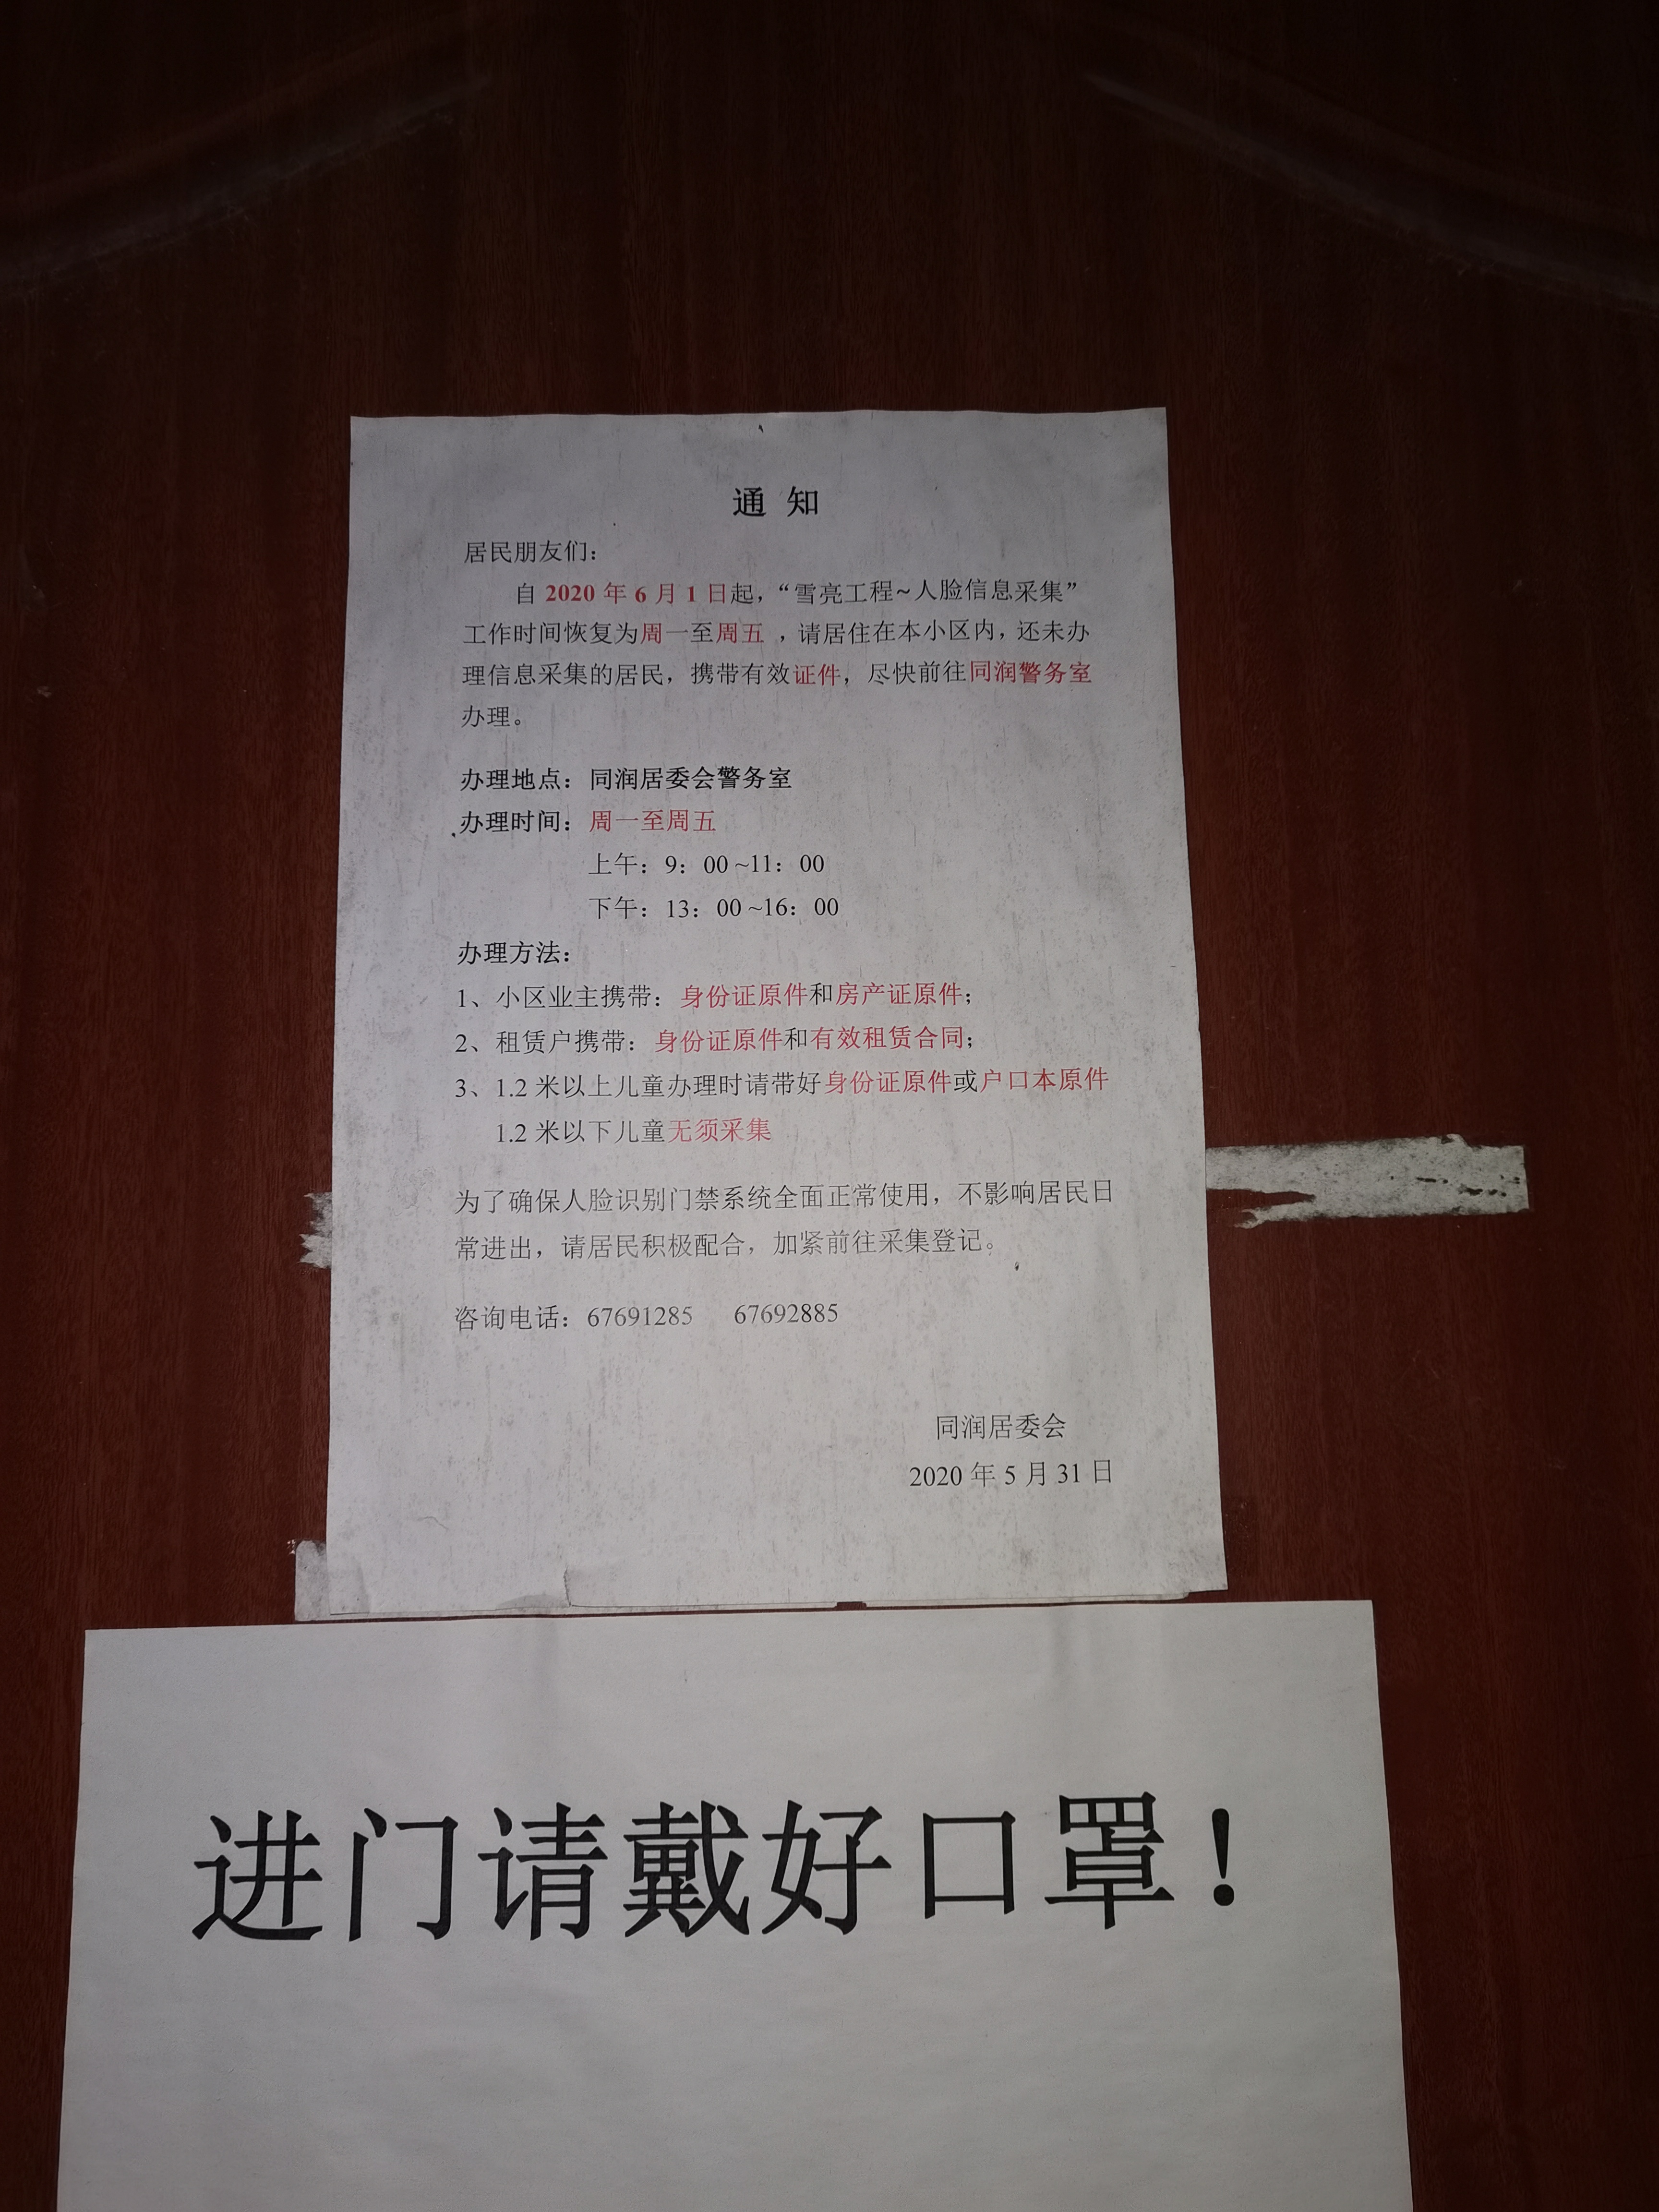 通 知
居民朋友们：
自 2020 年 6 月 1 日起，“雪亮工程~人脸信息采集”
工作时间恢复为周一至周五 ，请居住在本小区内，还未办
理信息采集的居民，携带有效证件，尽快前往同润警务室
办理。
办理地点：同润居委会警务室
办理时间：周一至周五
上午：9：00 ~11：00
下午：13：00 ~16：00
办理方法：
1、小区业主携带：身份证原件和房产证原件；
2、租赁户携带：身份证原件和有效租赁合同；
3、1.2 米以上儿童办理时请带好身份证原件或户口本原件
1.2 米以下儿童无须采集
为了确保人脸识别门禁系统全面正常使用，不影响居民日
常进出，请居民积极配合，加紧前往采集登记。
咨询电话：67691285 67692885
同润居委会
2020 年 5 月 31 日
进门请戴好口罩！